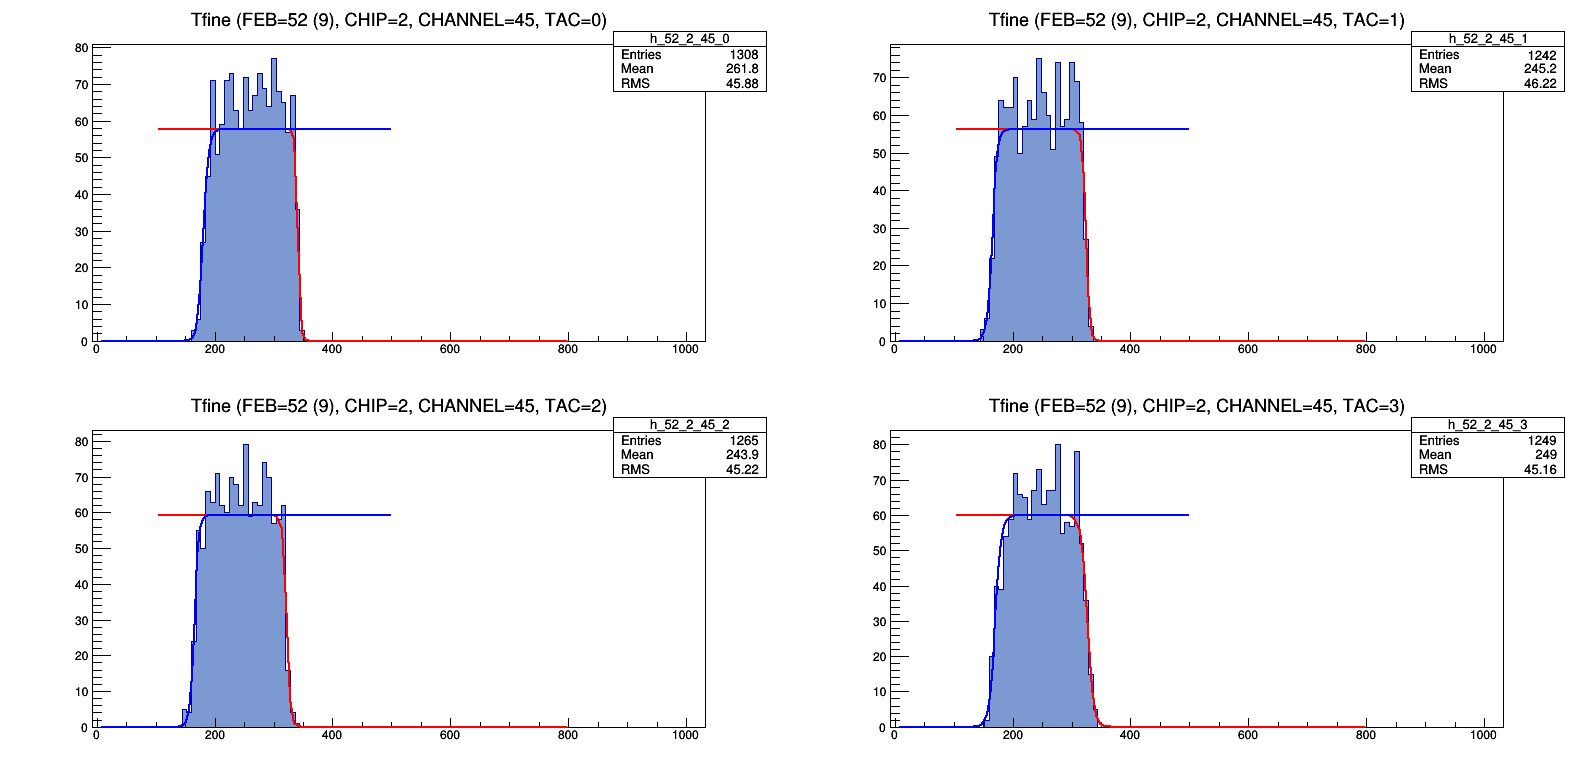 Tfine (FEB=52 (9), CHIP=2, CHANNEL=45, TAC=0)
h_52_2_45_0
Entries 1308
Mean 261.8
RMS 45.88
80
70
60
50
40
30
20
10
0
0 200 400 600 800 1000
Tfine (FEB=52 (9), CHIP=2, CHANNEL=45, TAC=1)
h_52_2_45_1
Entries 1242
Mean 245.2
RMS 46.22
70
60
50
40
30
20
10
0
0 200 400 600 800 1000
Tfine (FEB=52 (9), CHIP=2, CHANNEL=45, TAC=2)
h_52_2_45_2
Entries 1265
Mean 243.9
RMS 45.22
80
70
60
50
40
30
20
10
0
0 200 400 600 800 1000
Tfine (FEB=52 (9), CHIP=2, CHANNEL=45, TAC=3)
h_52_2_45_3
Entries 1249
Mean 249
RMS 45.16
80
70
60
50
40
30
20
10
0
0 200 400 600 800 1000